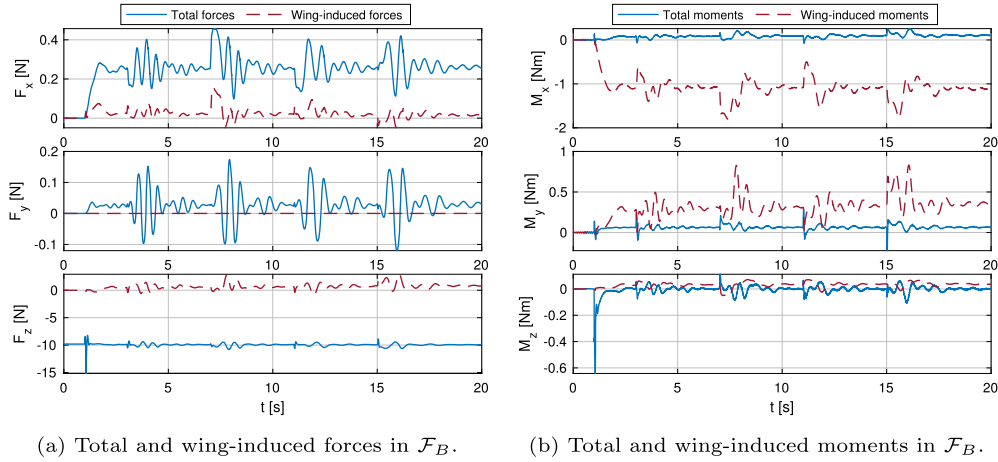 Total forces Wing-induced forces
0.4
0.2
0
F_x [N]
0 5 10 15 20
0.2
0.1
0
-0.1
F_y [N]
0 5 10 15 20
0
-5
-10
-15
F_z [N]
0 5 10 15 20
t [s]
(a) Total and wing-induced forces in 𝓕_B.
Total moments Wing-induced moments
0
-1
-2
M_x [Nm]
0 5 10 15 20
1
0.5
0
M_y [Nm]
0 5 10 15 20
0
-0.2
-0.4
-0.6
M_z [Nm]
0 5 10 15 20
t [s]
(b) Total and wing-induced moments in 𝓕_B.